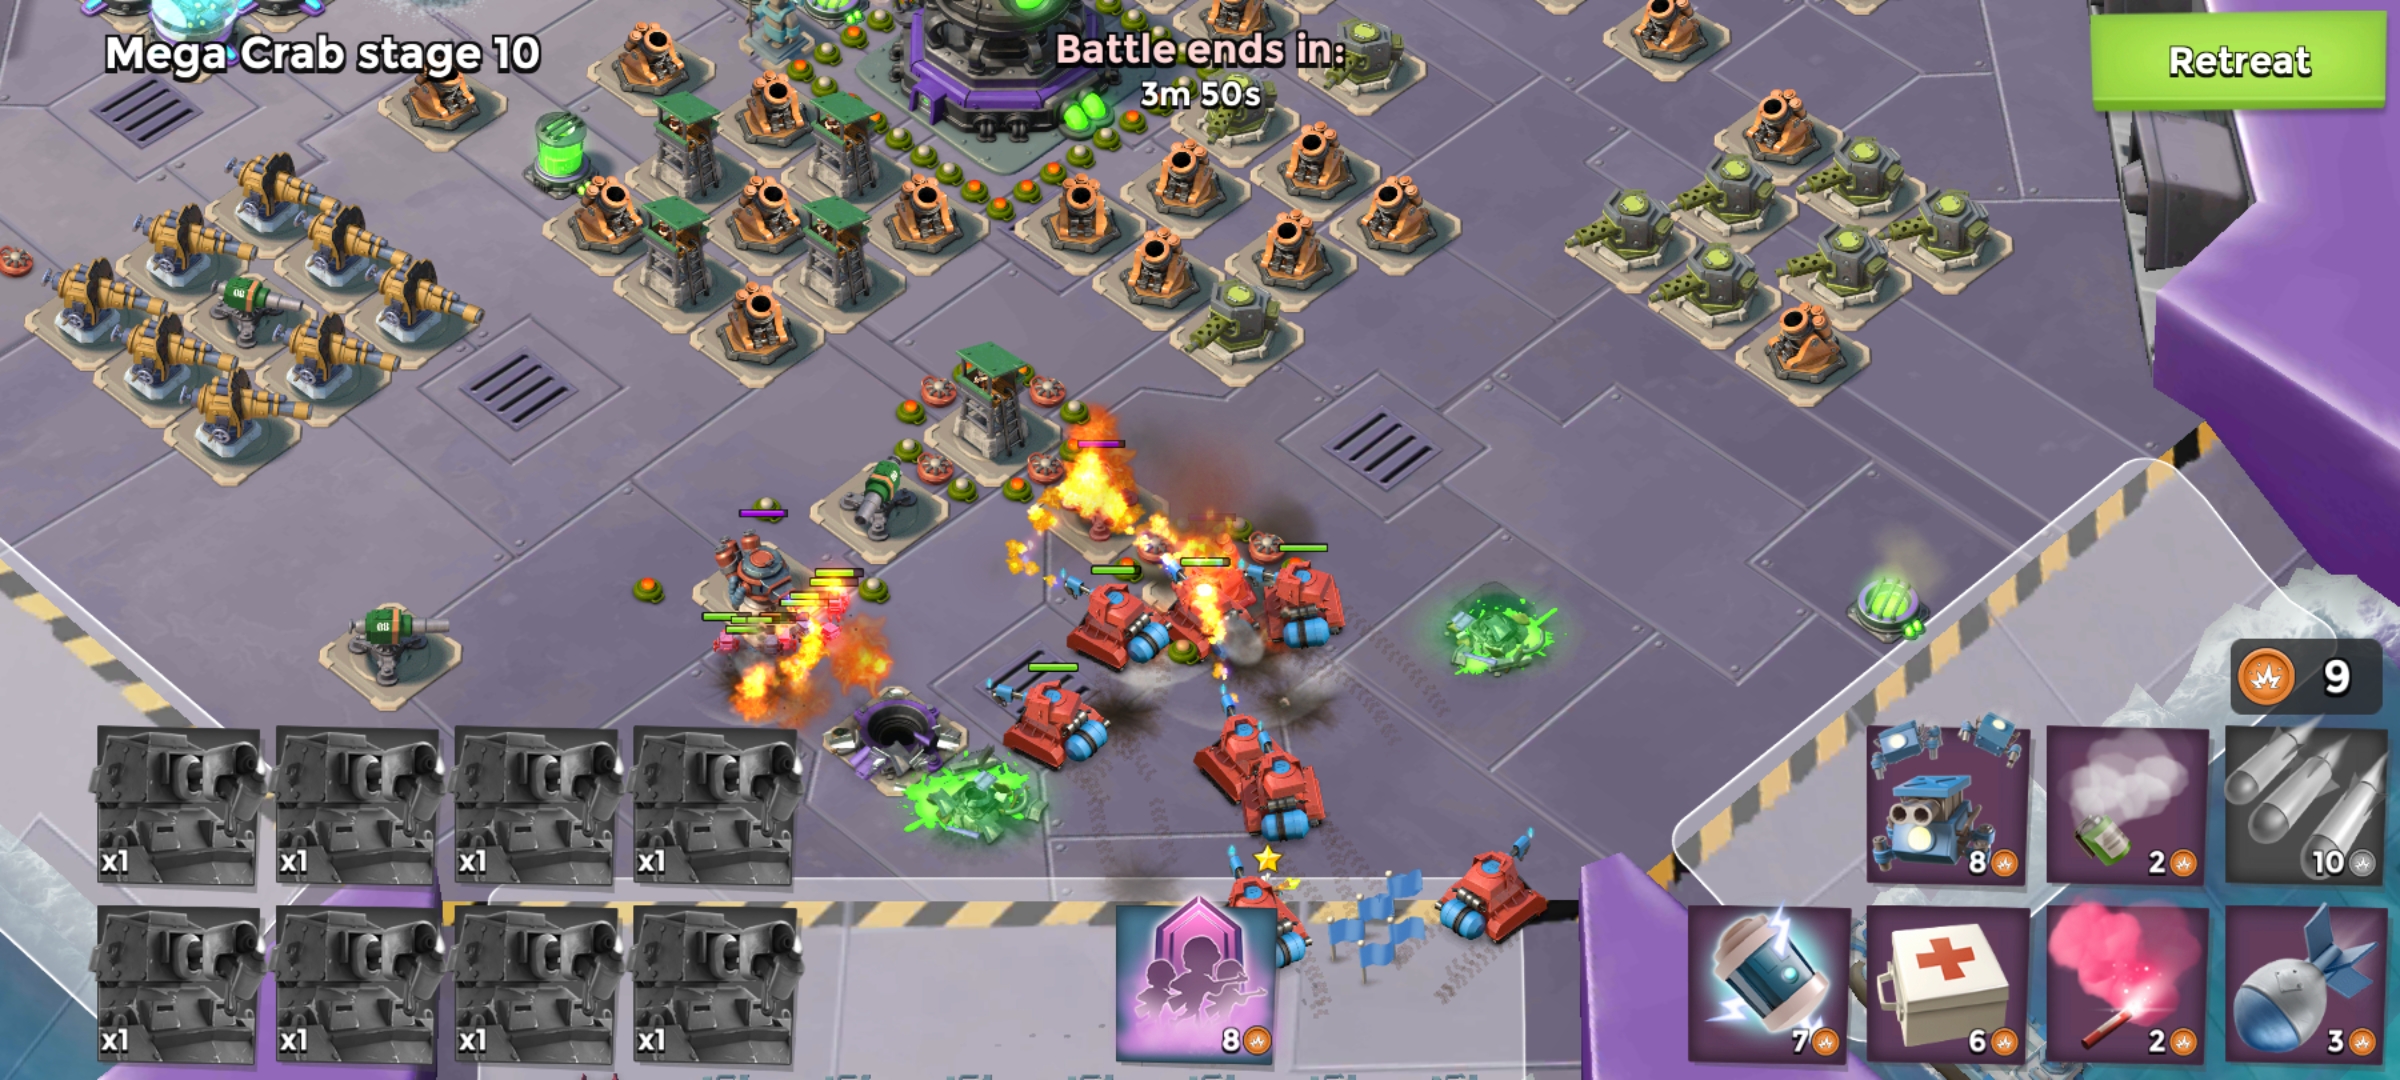 Mega Crab stage 10
Battle ends in:
3m 50s
Retreat
9
8
2
10
x1
x1
x1
x1
x1
x1
x1
x1
8
7
6
2
3